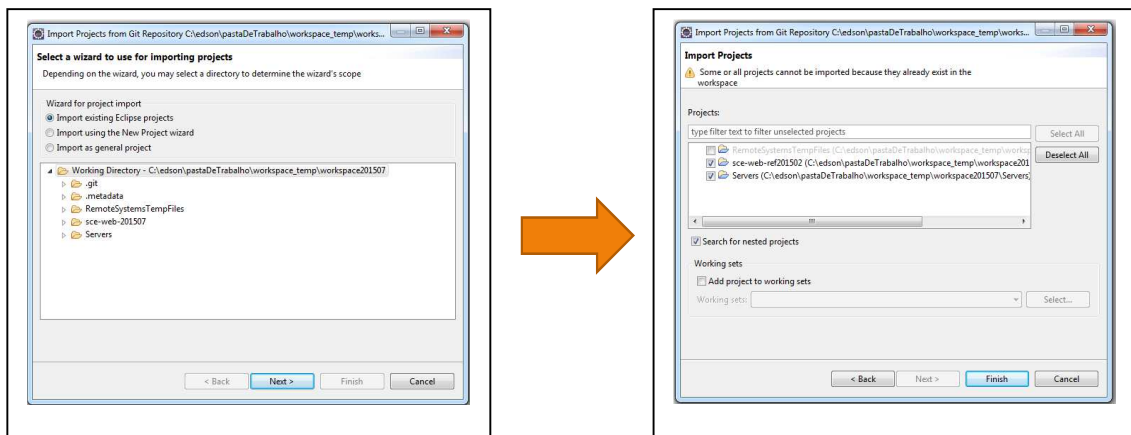 Import Projects from Git Repository C:\edson\pastaDeTrabalho\workspace_temp\works...
Select a wizard to use for importing projects
Depending on the wizard, you may select a directory to determine the wizard's scope
Wizard for project import
Import existing Eclipse projects
Import using the New Project wizard
Import as general project
Working Directory - C:\edson\pastaDeTrabalho\workspace_temp\workspace201507
.git
.metadata
RemoteSystemsTempFiles
sce-web-201507
Servers
< Back Next > Finish Cancel
Import Projects from Git Repository C:\edson\pastaDeTrabalho\workspace_temp\works...
Import Projects
Some or all projects cannot be imported because they already exist in the
workspace
Projects:
type filter text to filter unselected projects Select All
RemoteSystemsTempFiles (C:\edson\pastaDeTrabalho\workspace_temp\worksp
Deselect All
sce-web-ref201502 (C:\edson\pastaDeTrabalho\workspace_temp\workspace201
Servers (C:\edson\pastaDeTrabalho\workspace_temp\workspace201507\Servers)
Search for nested projects
Working sets
Add project to working sets
Working sets: Select...
< Back Next > Finish Cancel